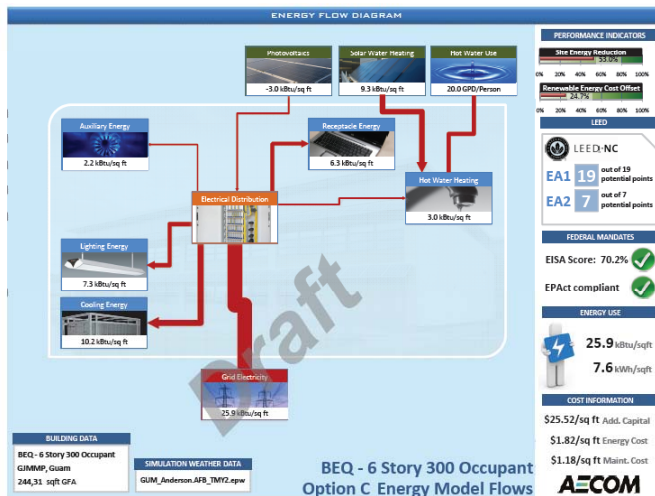 ENERGY FLOW DIAGRAM
Photovoltaics
-3.0 kBtu/sq ft
Solar Water Heating
9.3 kBtu/sq ft
Hot Water Use
20.0 GPD/Person
Auxiliary Energy
2.2 kBtu/sq ft
Receptacle Energy
6.3 kBtu/sq ft
Hot Water Heating
3.0 kBtu/sq ft
Electrical Distribution
Lighting Energy
7.3 kBtu/sq ft
Cooling Energy
10.2 kBtu/sq ft
Grid Electricity
25.9 kBtu/sq ft
Draft
BUILDING DATA
BEQ - 6 Story 300 Occupant
GJMMP, Guam
244,31 sqft GFA
SIMULATION WEATHER DATA
GUM_Anderson.AFB_TMY2.epw
BEQ - 6 Story 300 Occupant
Option C Energy Model Flows
PERFORMANCE INDICATORS
Site Energy Reduction
53.0%
0% 20% 40% 60% 80% 100%
Renewable Energy Cost Offset
24.7%
0% 20% 40% 60% 80% 100%
LEED
LEED-NC
EA1 19 out of 19
potential points
EA2 7 out of 7
potential points
FEDERAL MANDATES
EISA Score: 70.2%
EPAct compliant
ENERGY USE
25.9 kBtu/sqft
7.6 kWh/sqft
COST INFORMATION
$25.52/sq ft Add. Capital
$1.82/sq ft Energy Cost
$1.18/sq ft Maint. Cost
AECOM